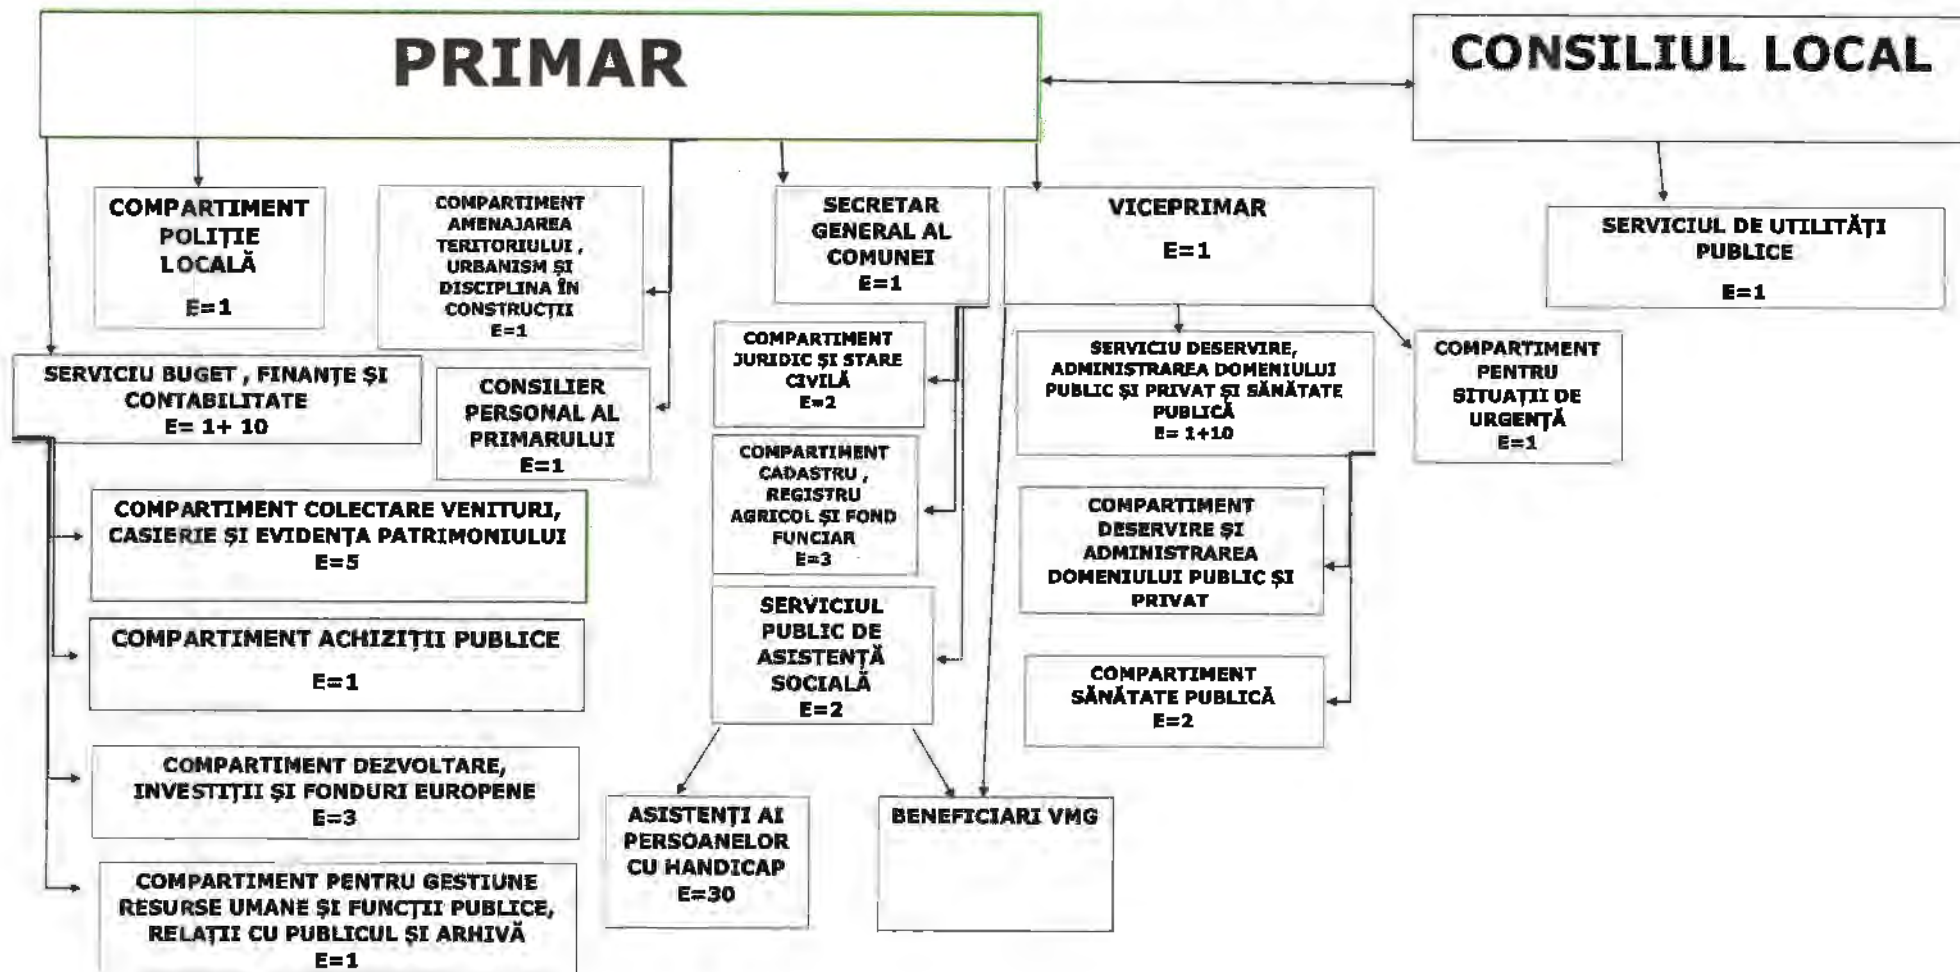 PRIMAR
CONSILIUL LOCAL
COMPARTIMENT
POLIȚIE
LOCALĂ
E=1
COMPARTIMENT
AMENAJAREA
TERITORIULUI ,
URBANISM ȘI
DISCIPLINA ÎN
CONSTRUCȚII
E=1
SECRETAR
GENERAL AL
COMUNEI
E=1
VICEPRIMAR
E=1
SERVICIUL DE UTILITĂȚI
PUBLICE
E=1
SERVICIU BUGET , FINANȚE ȘI
CONTABILITATE
E= 1+ 10
CONSILIER
PERSONAL AL
PRIMARULUI
E=1
COMPARTIMENT
JURIDIC ȘI STARE
CIVILĂ
E=2
SERVICIU DESERVIRE,
ADMINISTRAREA DOMENIULUI
PUBLIC ȘI PRIVAT ȘI SĂNĂTATE
PUBLICĂ
E= 1+10
COMPARTIMENT
PENTRU
SITUAȚII DE
URGENȚĂ
E=1
COMPARTIMENT
CADASTRU ,
REGISTRU
AGRICOL ȘI FOND
FUNCIAR
E=3
COMPARTIMENT COLECTARE VENITURI,
CASIERIE ȘI EVIDENȚA PATRIMONIULUI
E=5
COMPARTIMENT
DESERVIRE ȘI
ADMINISTRAREA
DOMENIULUI PUBLIC ȘI
PRIVAT
SERVICIUL
PUBLIC DE
ASISTENȚĂ
SOCIALĂ
E=2
COMPARTIMENT ACHIZIȚII PUBLICE
E=1
COMPARTIMENT
SĂNĂTATE PUBLICĂ
E=2
COMPARTIMENT DEZVOLTARE,
INVESTIȚII ȘI FONDURI EUROPENE
E=3
ASISTENȚI AI
PERSOANELOR
CU HANDICAP
E=30
BENEFICIARI VMG
COMPARTIMENT PENTRU GESTIUNE
RESURSE UMANE ȘI FUNCȚII PUBLICE,
RELAȚII CU PUBLICUL ȘI ARHIVĂ
E=1